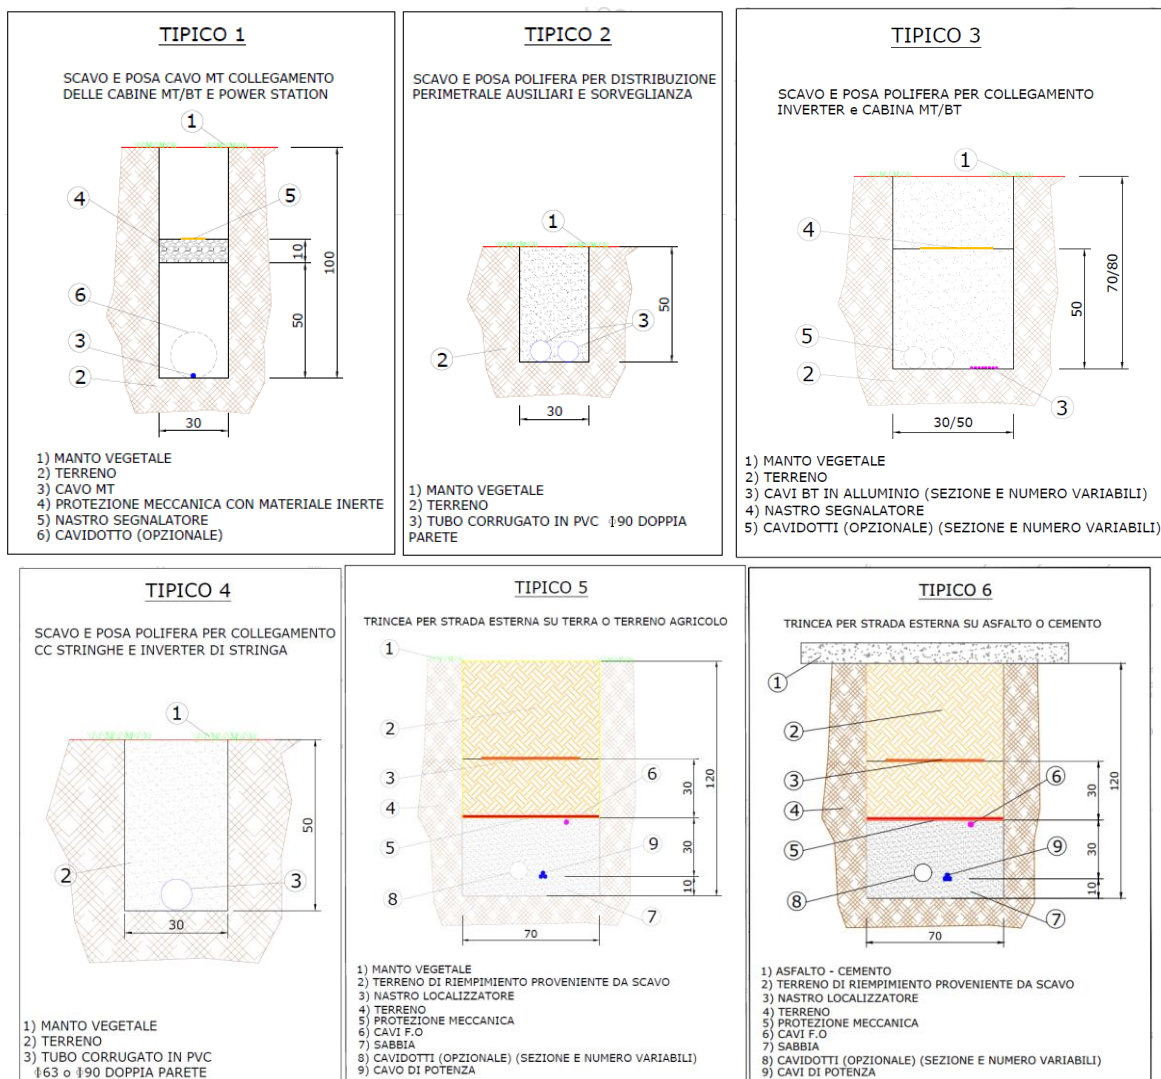 TIPICO 1
SCAVO E POSA CAVO MT COLLEGAMENTO
DELLE CABINE MT/BT E POWER STATION
1
4
5
10
100
6
50
3
2
30
1) MANTO VEGETALE
2) TERRENO
3) CAVO MT
4) PROTEZIONE MECCANICA CON MATERIALE INERTE
5) NASTRO SEGNALATORE
6) CAVIDOTTO (OPZIONALE)
TIPICO 2
SCAVO E POSA POLIFERA PER DISTRIBUZIONE
PERIMETRALE AUSILIARI E SORVEGLIANZA
1
50
3
2
30
1) MANTO VEGETALE
2) TERRENO
3) TUBO CORRUGATO IN PVC ϕ90 DOPPIA
PARETE
TIPICO 3
SCAVO E POSA POLIFERA PER COLLEGAMENTO
INVERTER e CABINA MT/BT
1
4
70/80
50
5
2
3
30/50
1) MANTO VEGETALE
2) TERRENO
3) CAVI BT IN ALLUMINIO (SEZIONE E NUMERO VARIABILI)
4) NASTRO SEGNALATORE
5) CAVIDOTTI (OPZIONALE) (SEZIONE E NUMERO VARIABILI)
TIPICO 4
SCAVO E POSA POLIFERA PER COLLEGAMENTO
CC STRINGHE E INVERTER DI STRINGA
1
50
2
3
30
1) MANTO VEGETALE
2) TERRENO
3) TUBO CORRUGATO IN PVC
ϕ63 o ϕ90 DOPPIA PARETE
TIPICO 5
TRINCEA PER STRADA ESTERNA SU TERRA O TERRENO AGRICOLO
1
2
3
6
120
30
4
5
9
30
8
10
7
70
1) MANTO VEGETALE
2) TERRENO DI RIEMPIMENTO PROVENIENTE DA SCAVO
3) NASTRO LOCALIZZATORE
4) TERRENO
5) PROTEZIONE MECCANICA
6) CAVI F.O
7) SABBIA
8) CAVIDOTTI (OPZIONALE) (SEZIONE E NUMERO VARIABILI)
9) CAVO DI POTENZA
TIPICO 6
TRINCEA PER STRADA ESTERNA SU ASFALTO O CEMENTO
1
2
3
6
120
30
4
5
9
30
8
10
7
70
1) ASFALTO - CEMENTO
2) TERRENO DI RIEMPIMENTO PROVENIENTE DA SCAVO
3) NASTRO LOCALIZZATORE
4) TERRENO
5) PROTEZIONE MECCANICA
6) CAVI F.O
7) SABBIA
8) CAVIDOTTI (OPZIONALE) (SEZIONE E NUMERO VARIABILI)
9) CAVI DI POTENZA